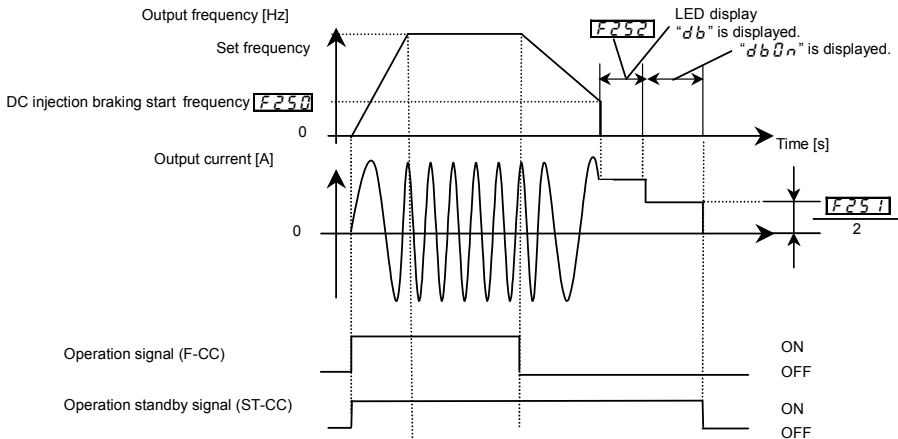 Output frequency [Hz]
Set frequency
DC injection braking start frequency F250
0
F252
LED display
“db” is displayed.
“dbOn” is displayed.
Time [s]
Output current [A]
0
F251
2
Operation signal (F-CC)
ON
OFF
Operation standby signal (ST-CC)
ON
OFF